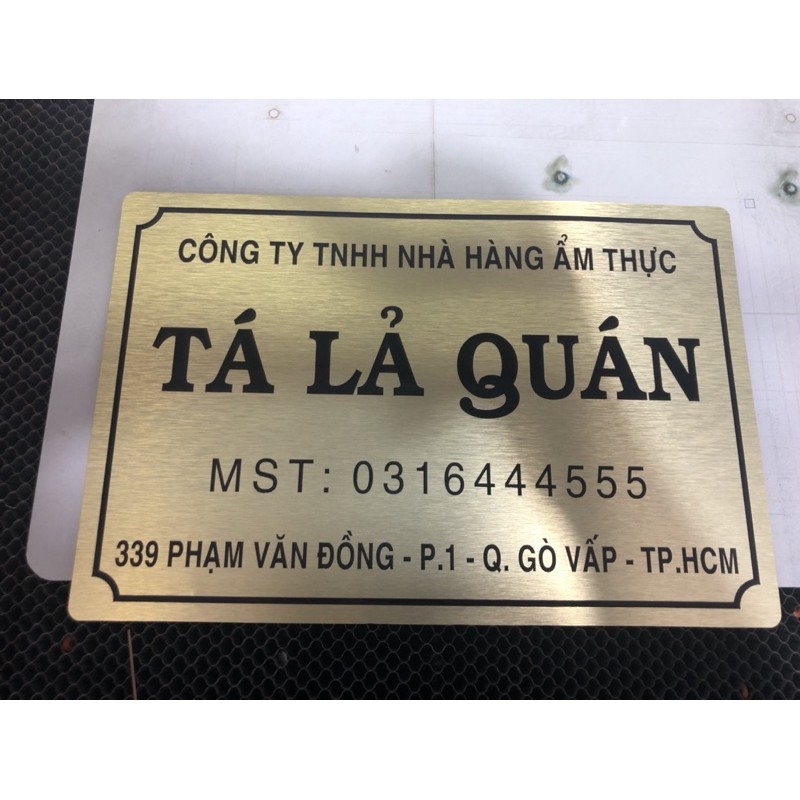 CÔNG TY TNHH NHÀ HÀNG ẨM THỰC
TÁ LẢ QUÁN
MST: 0316444555
339 PHẠM VĂN ĐỒNG - P.1 - Q. GÒ VẤP - TP.HCM